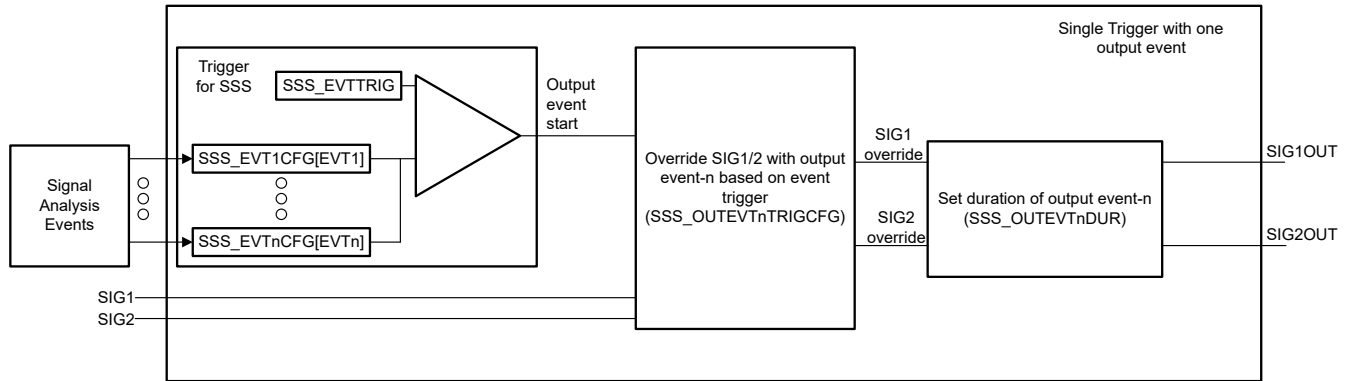 Single Trigger with one
output event
Trigger
for SSS
SSS_EVTTRIG
Output
event
start
SSS_EVT1CFG[EVT1]
SSS_EVTnCFG[EVTn]
Signal
Analysis
Events
SIG1
SIG2
Override SIG1/2 with output
event-n based on event
trigger
(SSS_OUTEVTnTRIGCFG)
SIG1
override
SIG2
override
Set duration of output event-n
(SSS_OUTEVTnDUR)
SIG1OUT
SIG2OUT